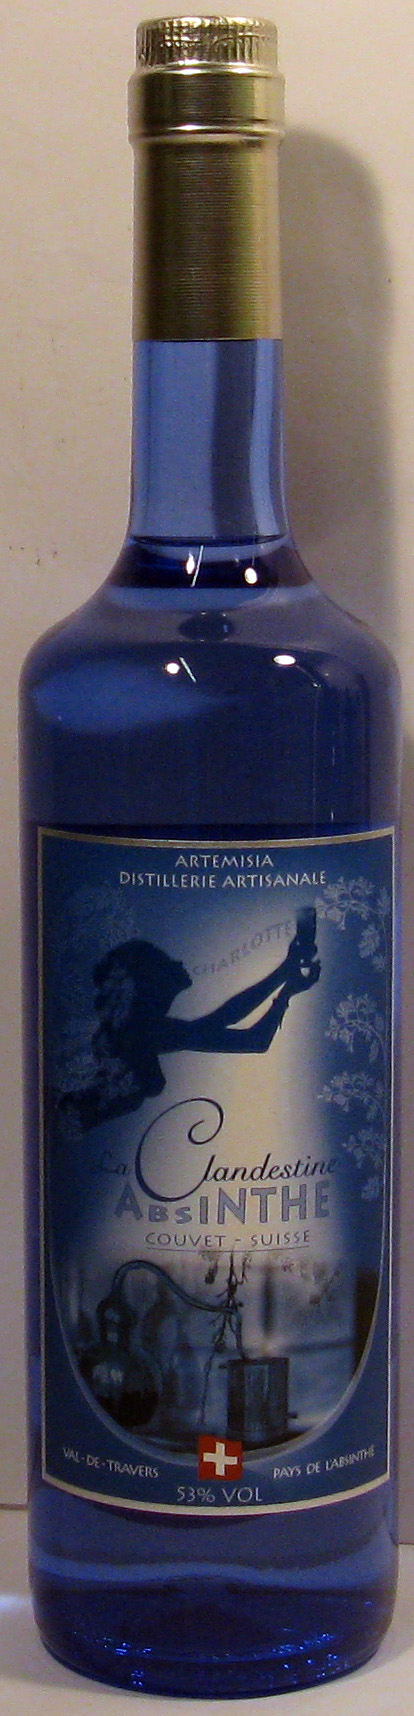 ARTEMISIA
DISTILLERIE ARTISANALE
CHARLOTTE
La Clandestine
ABSINTHE
COUVET - SUISSE
VAL-DE-TRAVERS
PAYS DE L'ABSINTHE
53% VOL